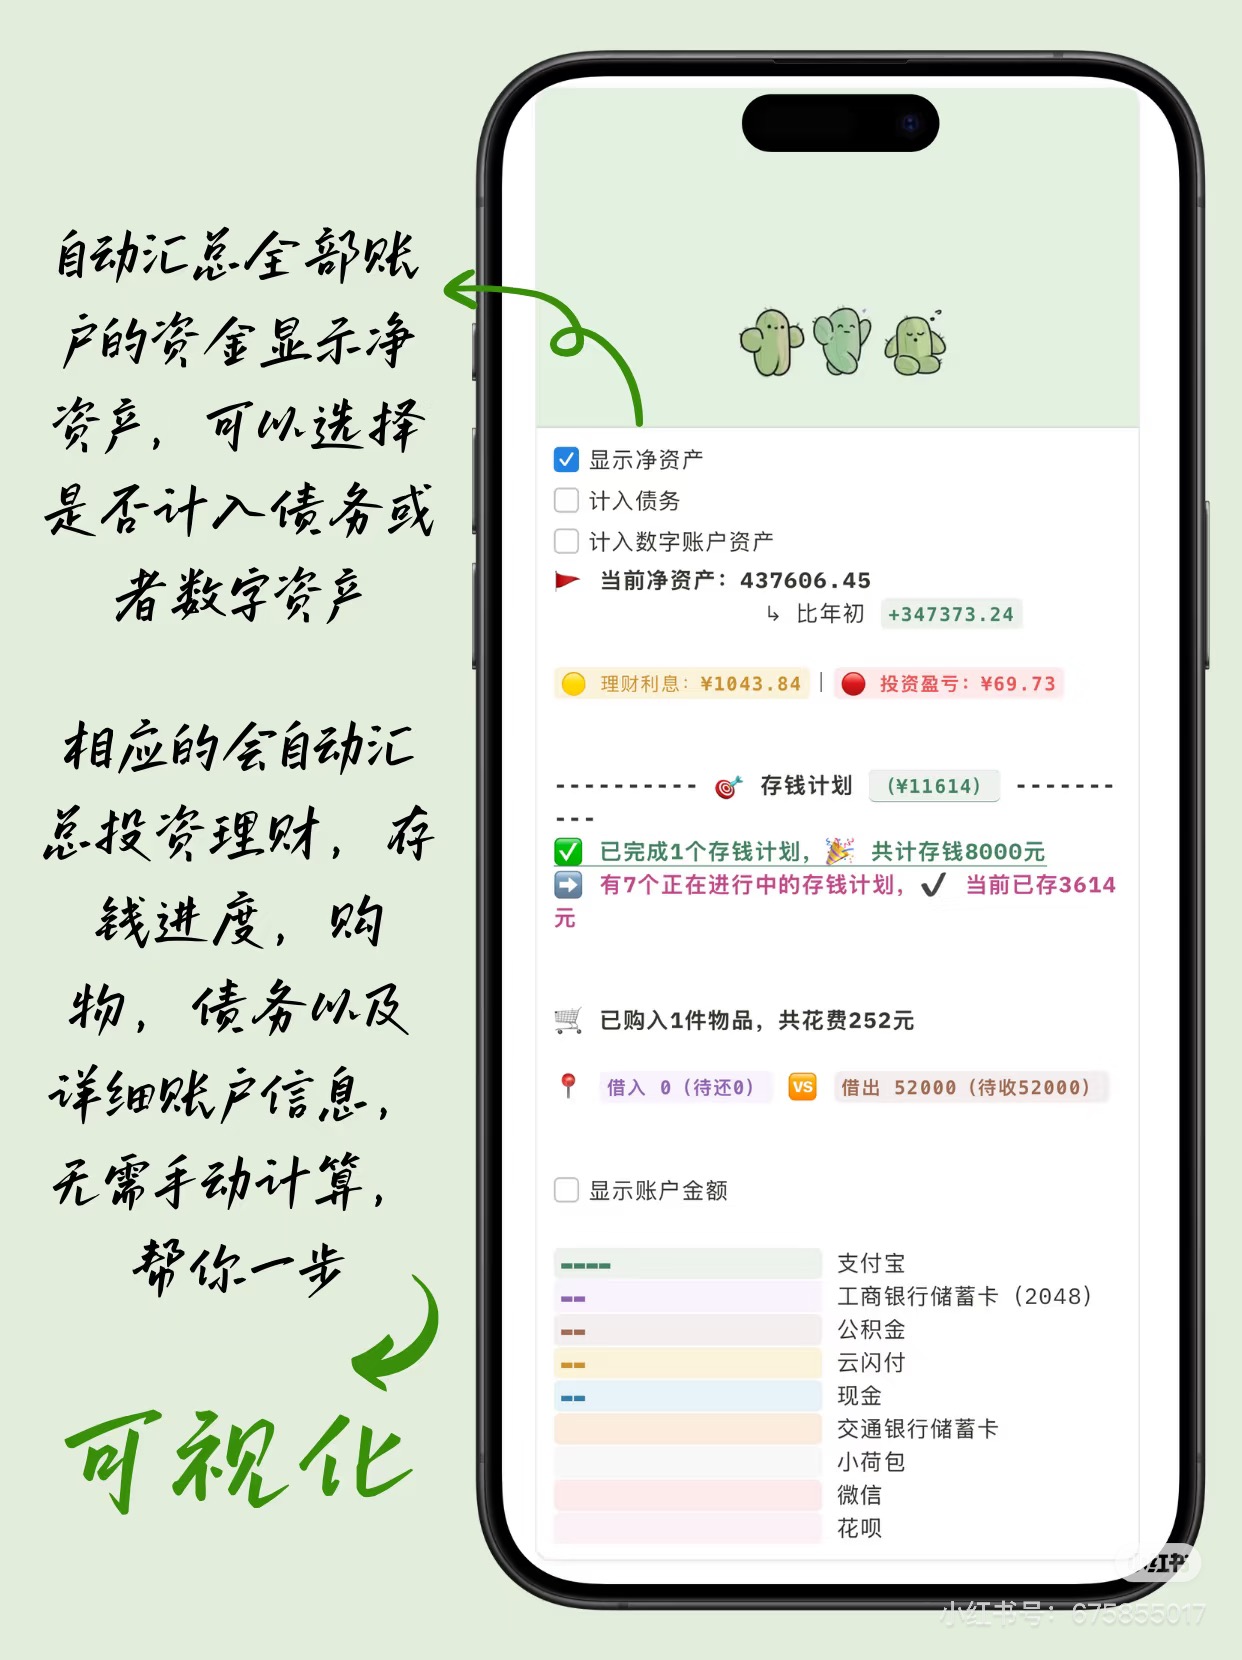 自动汇总全部账
户的资金显示净
资产，可以选择
是否计入债务或
者数字资产
相应的会自动汇
总投资理财，存
钱进度，购
物，债务以及
详细账户信息，
无需手动计算，
帮你一步
可视化
显示净资产
计入债务
计入数字账户资产
当前净资产：437606.45
↳ 比年初 +347373.24
理财利息：¥1043.84 | 投资盈亏：¥69.73
---------- 存钱计划 （¥11614） -------
---
已完成1个存钱计划， 共计存钱8000元
有7个正在进行中的存钱计划， 当前已存3614
元
已购入1件物品，共花费252元
借入 0（待还0） VS 借出 52000（待收52000）
显示账户金额
支付宝
工商银行储蓄卡（2048）
公积金
云闪付
现金
交通银行储蓄卡
小荷包
微信
花呗
小红书
小红书号：675855017